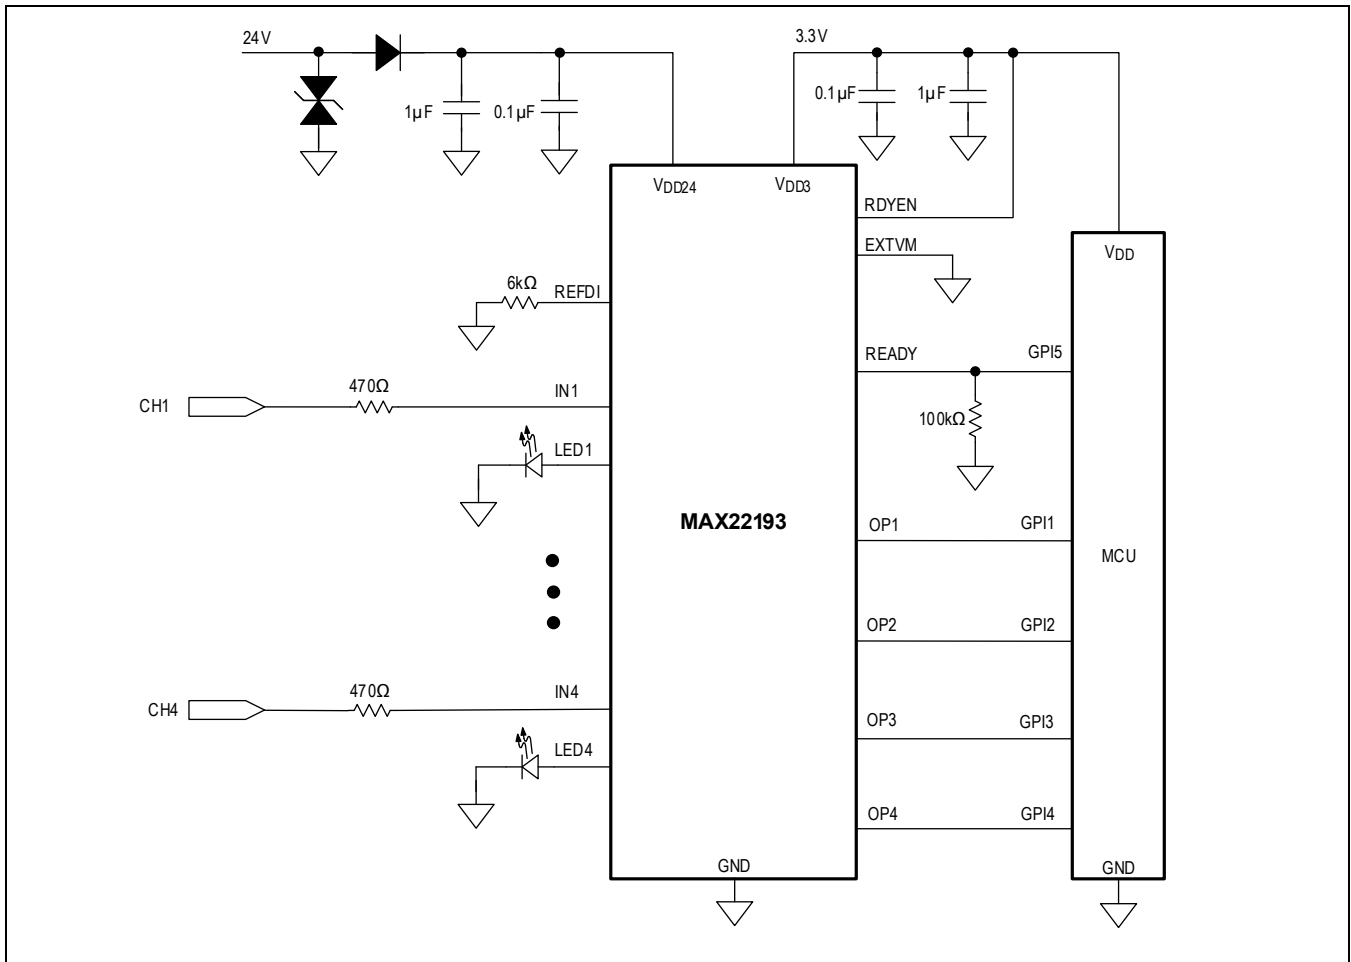 24V
3.3V
1µF
0.1µF
0.1µF
1µF
VDD24
VDD3
RDYEN
EXTVM
VDD
6kΩ
REFDI
READY
GPI5
470Ω
CH1
IN1
100kΩ
LED1
MAX22193
OP1
GPI1
MCU
OP2
GPI2
470Ω
CH4
IN4
OP3
GPI3
LED4
OP4
GPI4
GND
GND